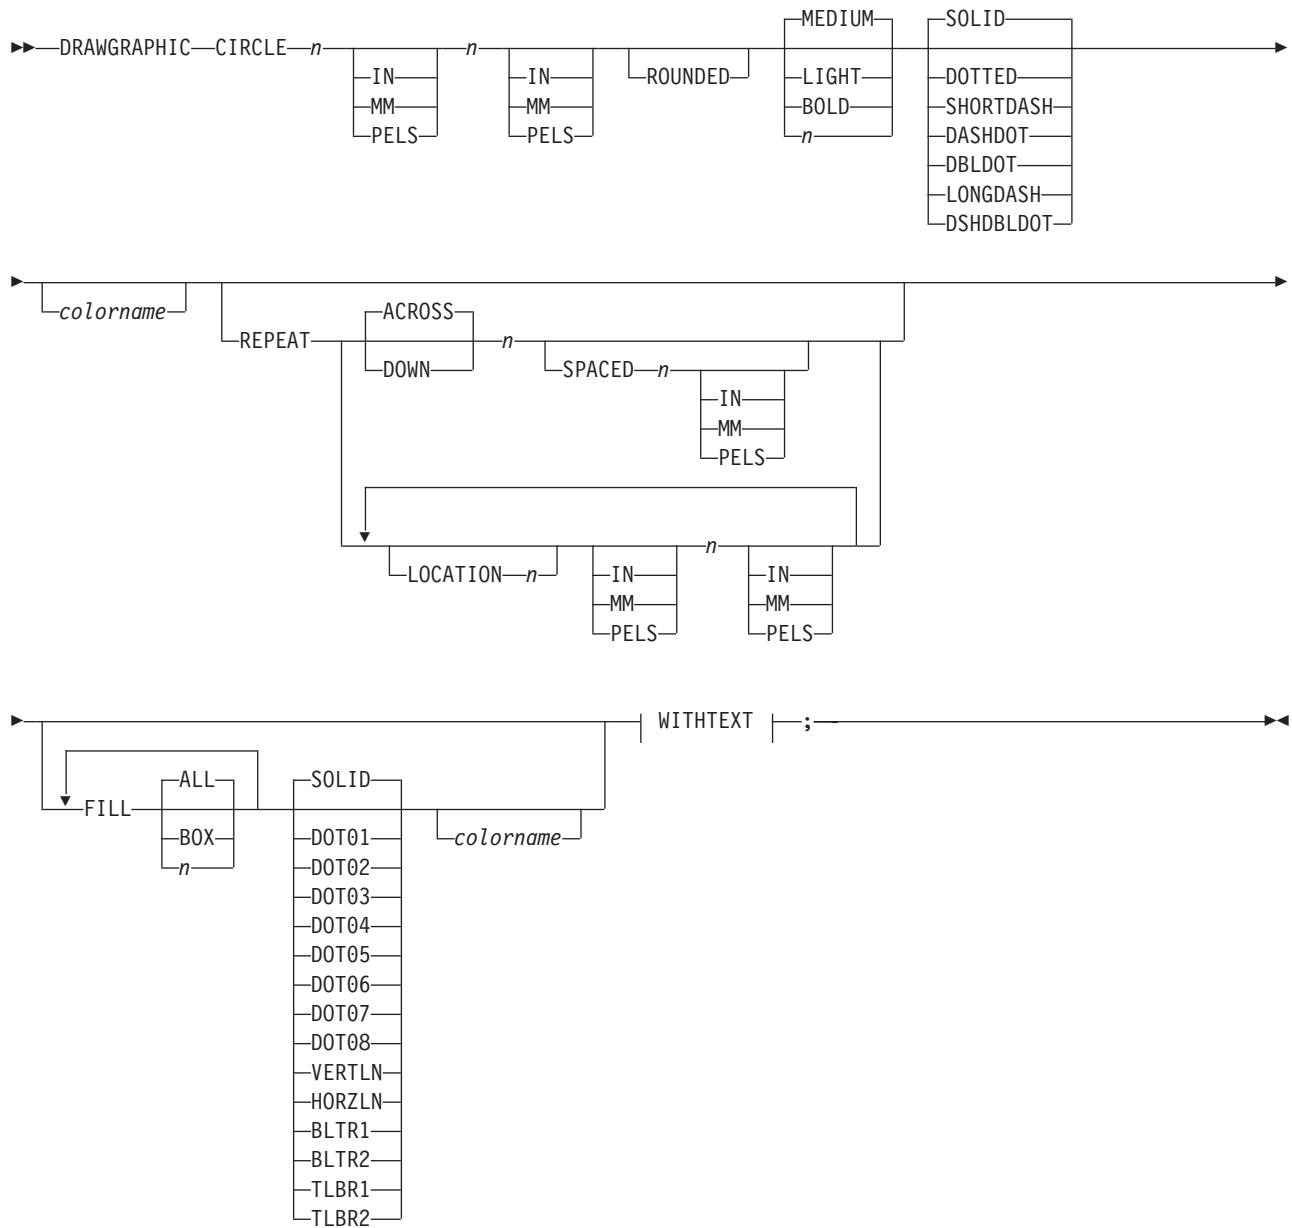 MEDIUM SOLID
DRAWGRAPHIC CIRCLE n n
IN IN ROUNDED LIGHT DOTTED
MM MM BOLD SHORTDASH
PELS PELS n DASHDOT
DBLDOT
LONGDASH
DSHDBLDOT
colorname ACROSS
REPEAT n
DOWN SPACED n
IN
MM
PELS
n
LOCATION n IN IN
MM MM
PELS PELS
WITHTEXT ;
ALL SOLID
FILL
BOX DOT01 colorname
n DOT02
DOT03
DOT04
DOT05
DOT06
DOT07
DOT08
VERTLN
HORZLN
BLTR1
BLTR2
TLBR1
TLBR2